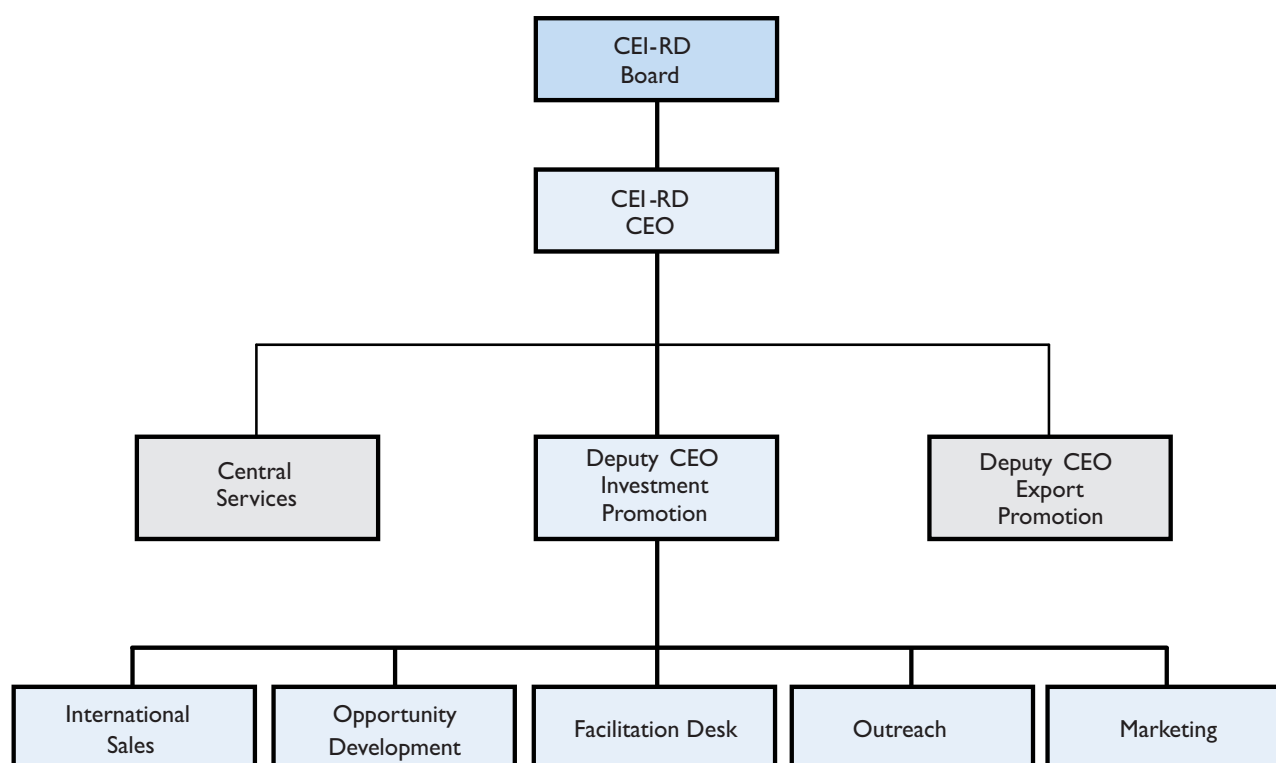 CEI-RD
Board
CEI-RD
CEO
Central
Services
Deputy CEO
Investment
Promotion
Deputy CEO
Export
Promotion
International
Sales
Opportunity
Development
Facilitation Desk
Outreach
Marketing